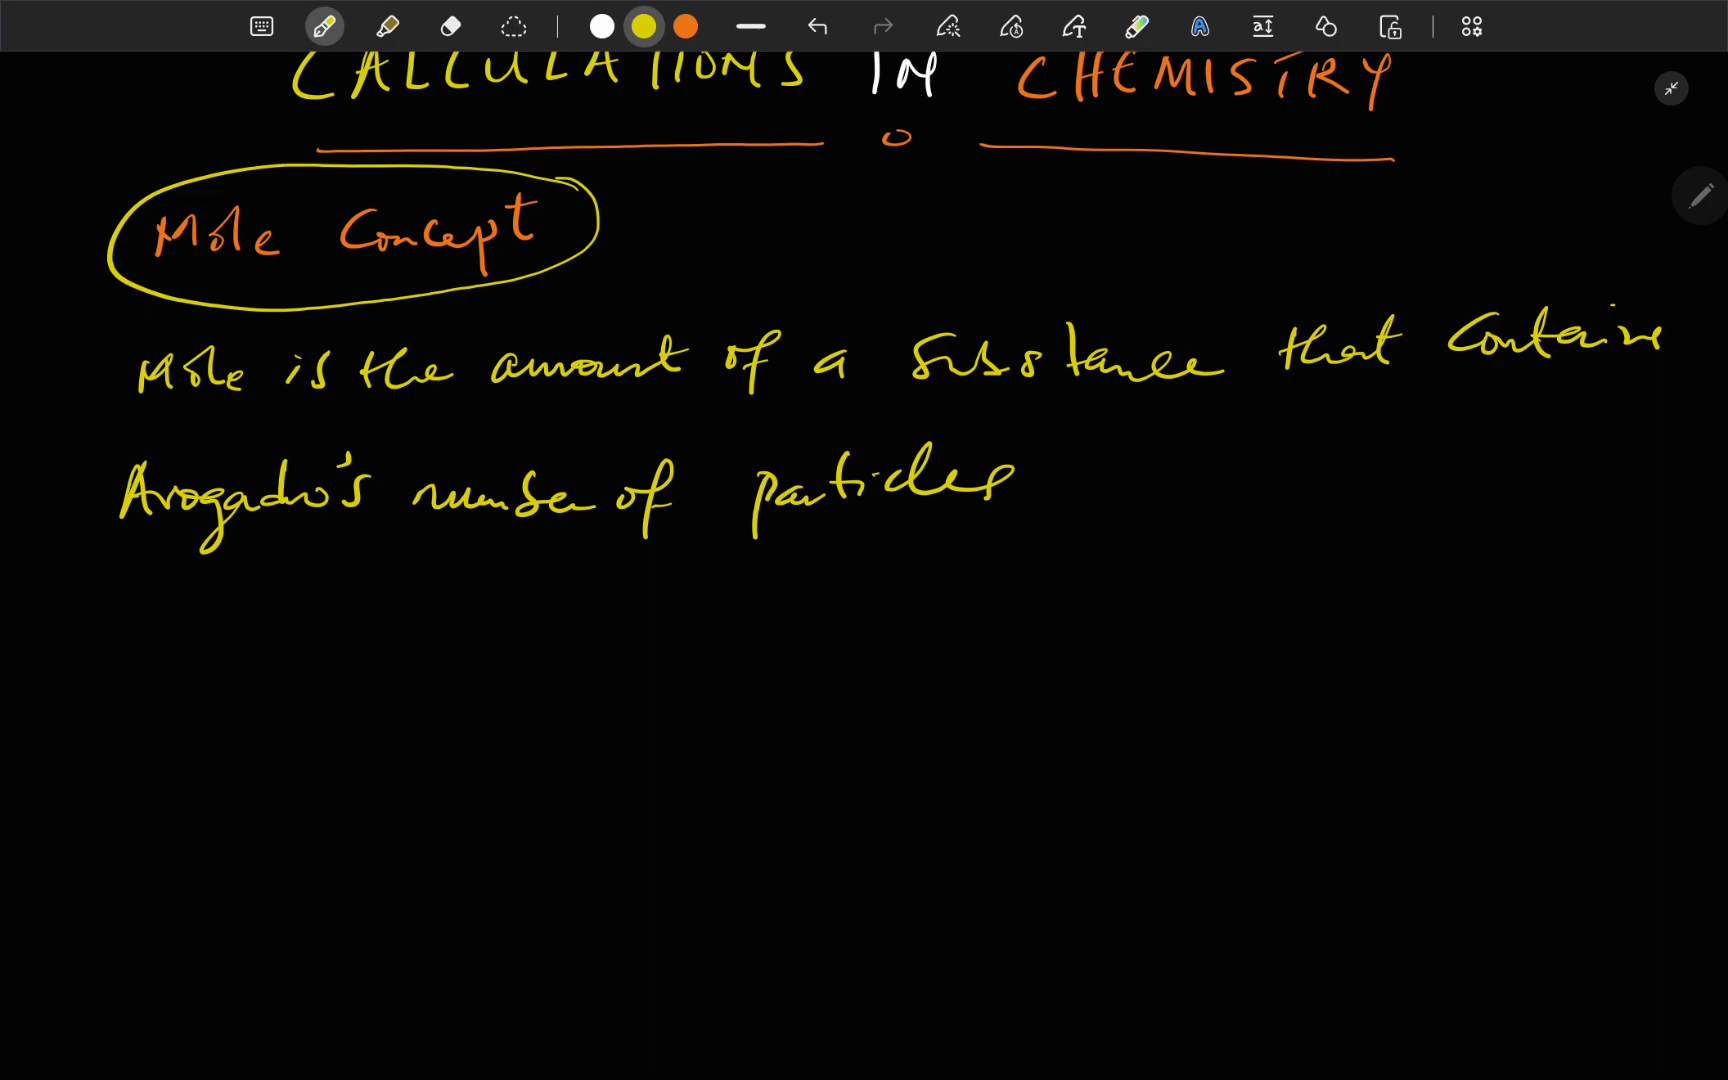 CALCULATIONS IN CHEMISTRY
Mole Concept
Mole is the amount of a substance that contains
Avogadro's number of particles